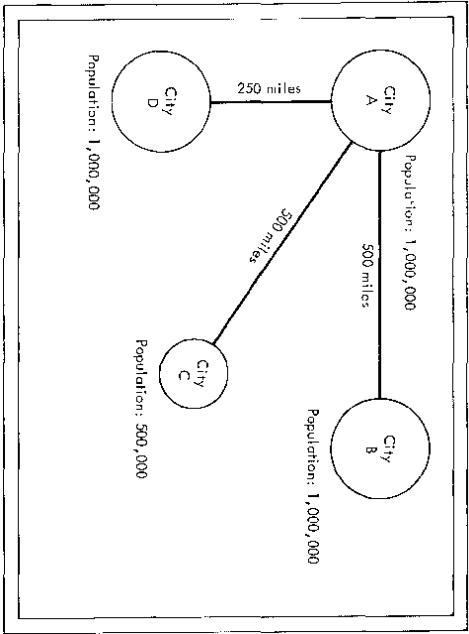 City
A
Population: 1,000,000
500 miles
City
B
Population: 1,000,000
250 miles
500 miles
City
C
Population: 500,000
City
D
Population: 1,000,000